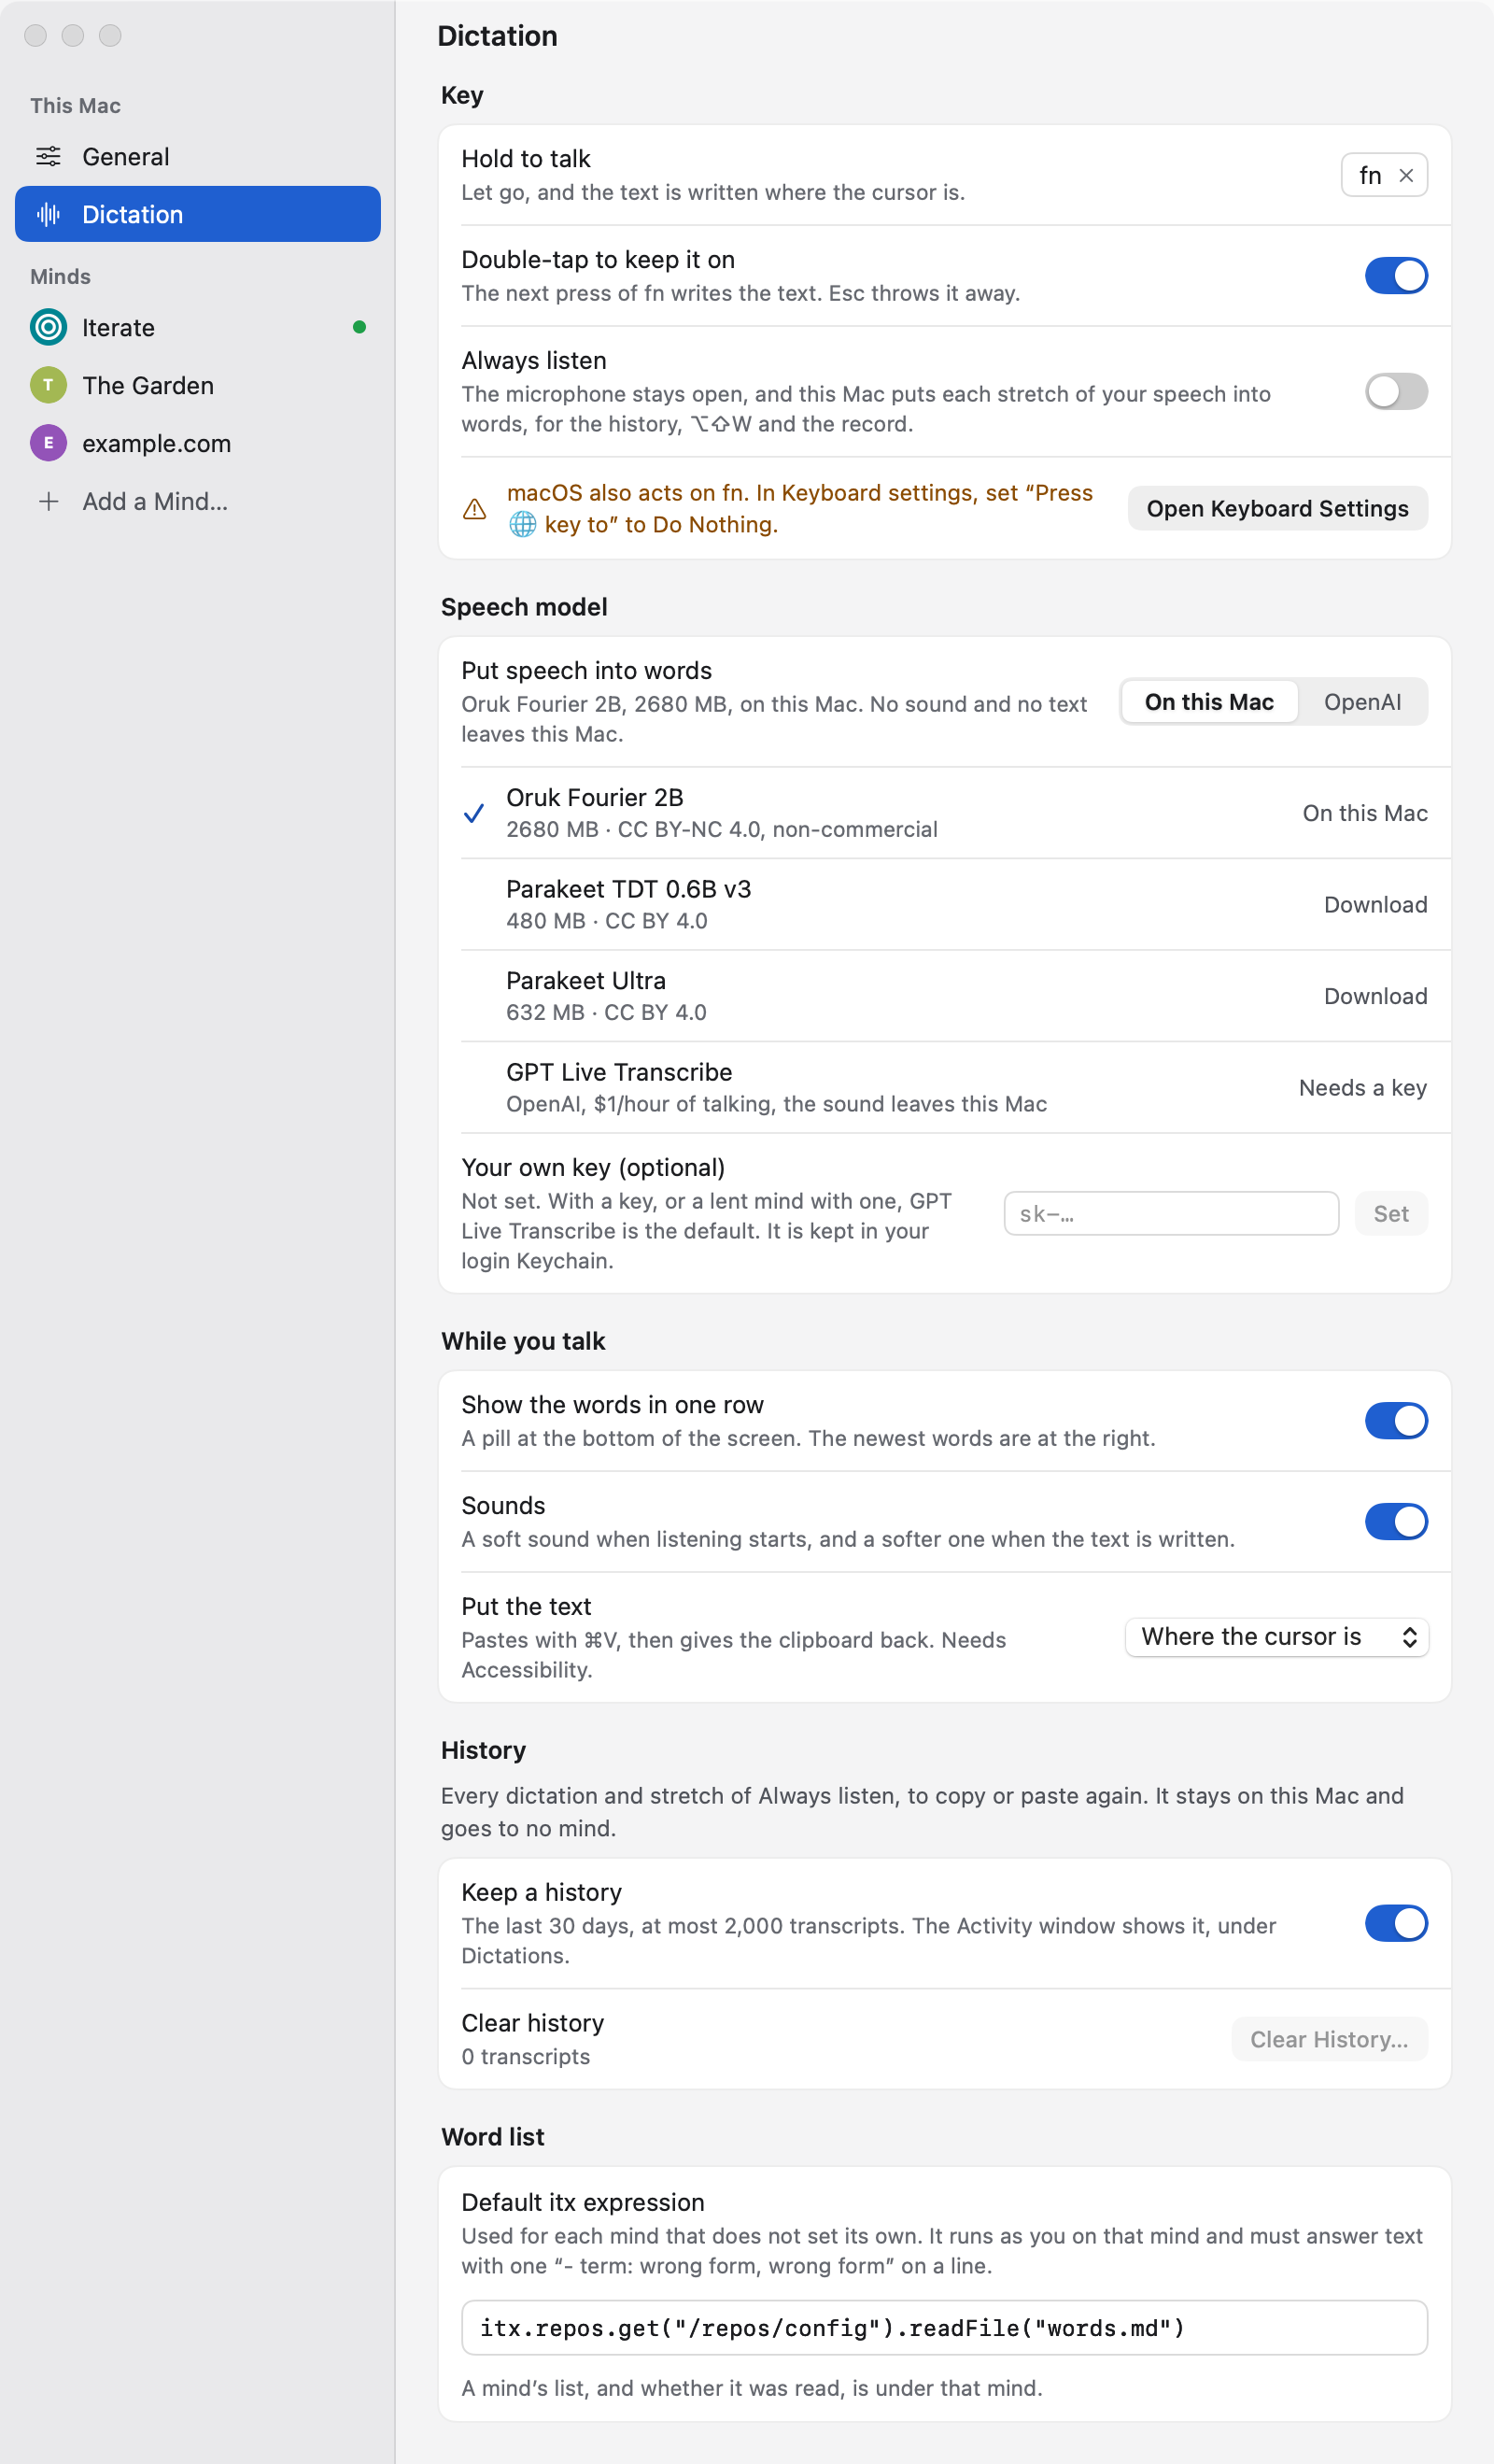 This Mac
General
Dictation
Minds
Iterate
T
The Garden
E
example.com
Add a Mind...
Dictation
Key
Hold to talk
Let go, and the text is written where the cursor is.
fn
Double-tap to keep it on
The next press of fn writes the text. Esc throws it away.
Always listen
The microphone stays open, and this Mac puts each stretch of your speech into
words, for the history, ⌥⇧W and the record.
macOS also acts on fn. In Keyboard settings, set “Press
🌐 key to” to Do Nothing.
Open Keyboard Settings
Speech model
Put speech into words
Oruk Fourier 2B, 2680 MB, on this Mac. No sound and no text
leaves this Mac.
On this Mac
OpenAI
Oruk Fourier 2B
2680 MB · CC BY-NC 4.0, non-commercial
On this Mac
Parakeet TDT 0.6B v3
480 MB · CC BY 4.0
Download
Parakeet Ultra
632 MB · CC BY 4.0
Download
GPT Live Transcribe
OpenAI, $1/hour of talking, the sound leaves this Mac
Needs a key
Your own key (optional)
Not set. With a key, or a lent mind with one, GPT
Live Transcribe is the default. It is kept in your
login Keychain.
sk-…
Set
While you talk
Show the words in one row
A pill at the bottom of the screen. The newest words are at the right.
Sounds
A soft sound when listening starts, and a softer one when the text is written.
Put the text
Pastes with ⌘V, then gives the clipboard back. Needs
Accessibility.
Where the cursor is
History
Every dictation and stretch of Always listen, to copy or paste again. It stays on this Mac and
goes to no mind.
Keep a history
The last 30 days, at most 2,000 transcripts. The Activity window shows it, under
Dictations.
Clear history
0 transcripts
Clear History...
Word list
Default itx expression
Used for each mind that does not set its own. It runs as you on that mind and must answer text
with one “- term: wrong form, wrong form” on a line.
itx.repos.get("/repos/config").readFile("words.md")
A mind’s list, and whether it was read, is under that mind.